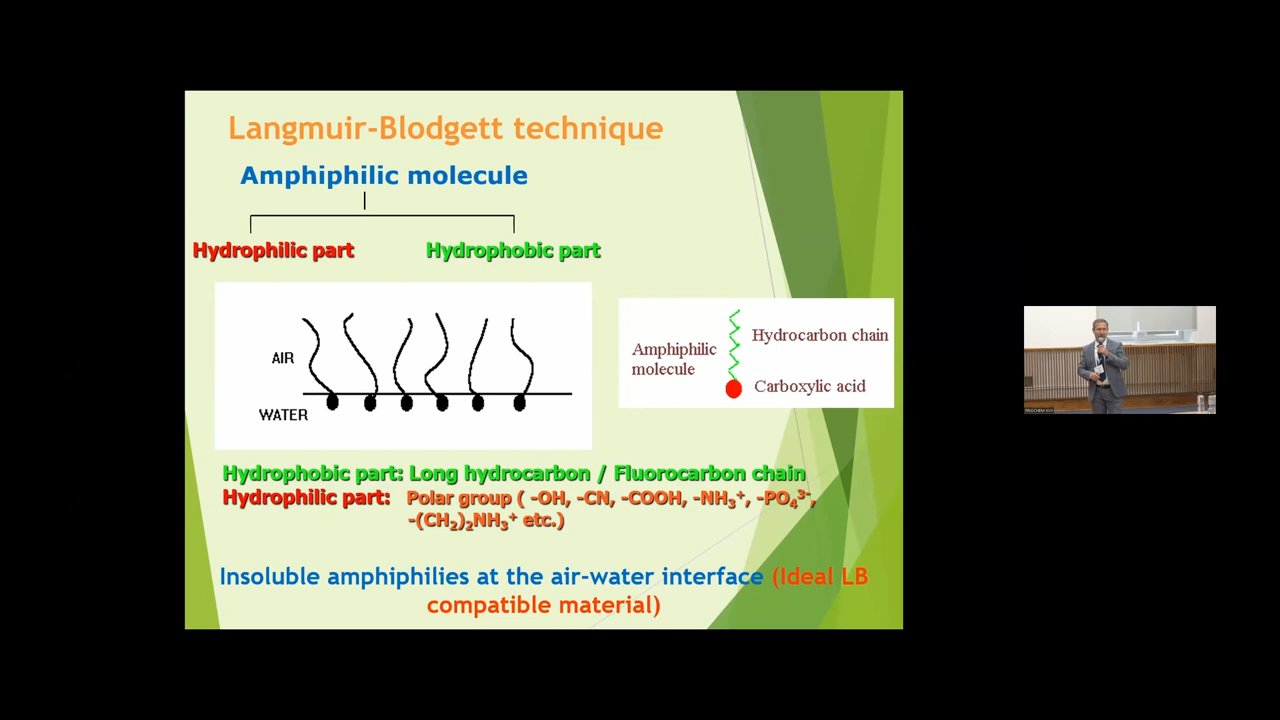 Langmuir-Blodgett technique
Amphiphilic molecule
Hydrophilic part
Hydrophobic part
AIR
WATER
Amphiphilic
molecule
Hydrocarbon chain
Carboxylic acid
Hydrophobic part: Long hydrocarbon / Fluorocarbon chain
Hydrophilic part: Polar group ( -OH, -CN, -COOH, -NH₃⁺, -PO₄³⁻,
-(CH₂)₂NH₃⁺ etc.)
Insoluble amphiphilies at the air-water interface (Ideal LB
compatible material)